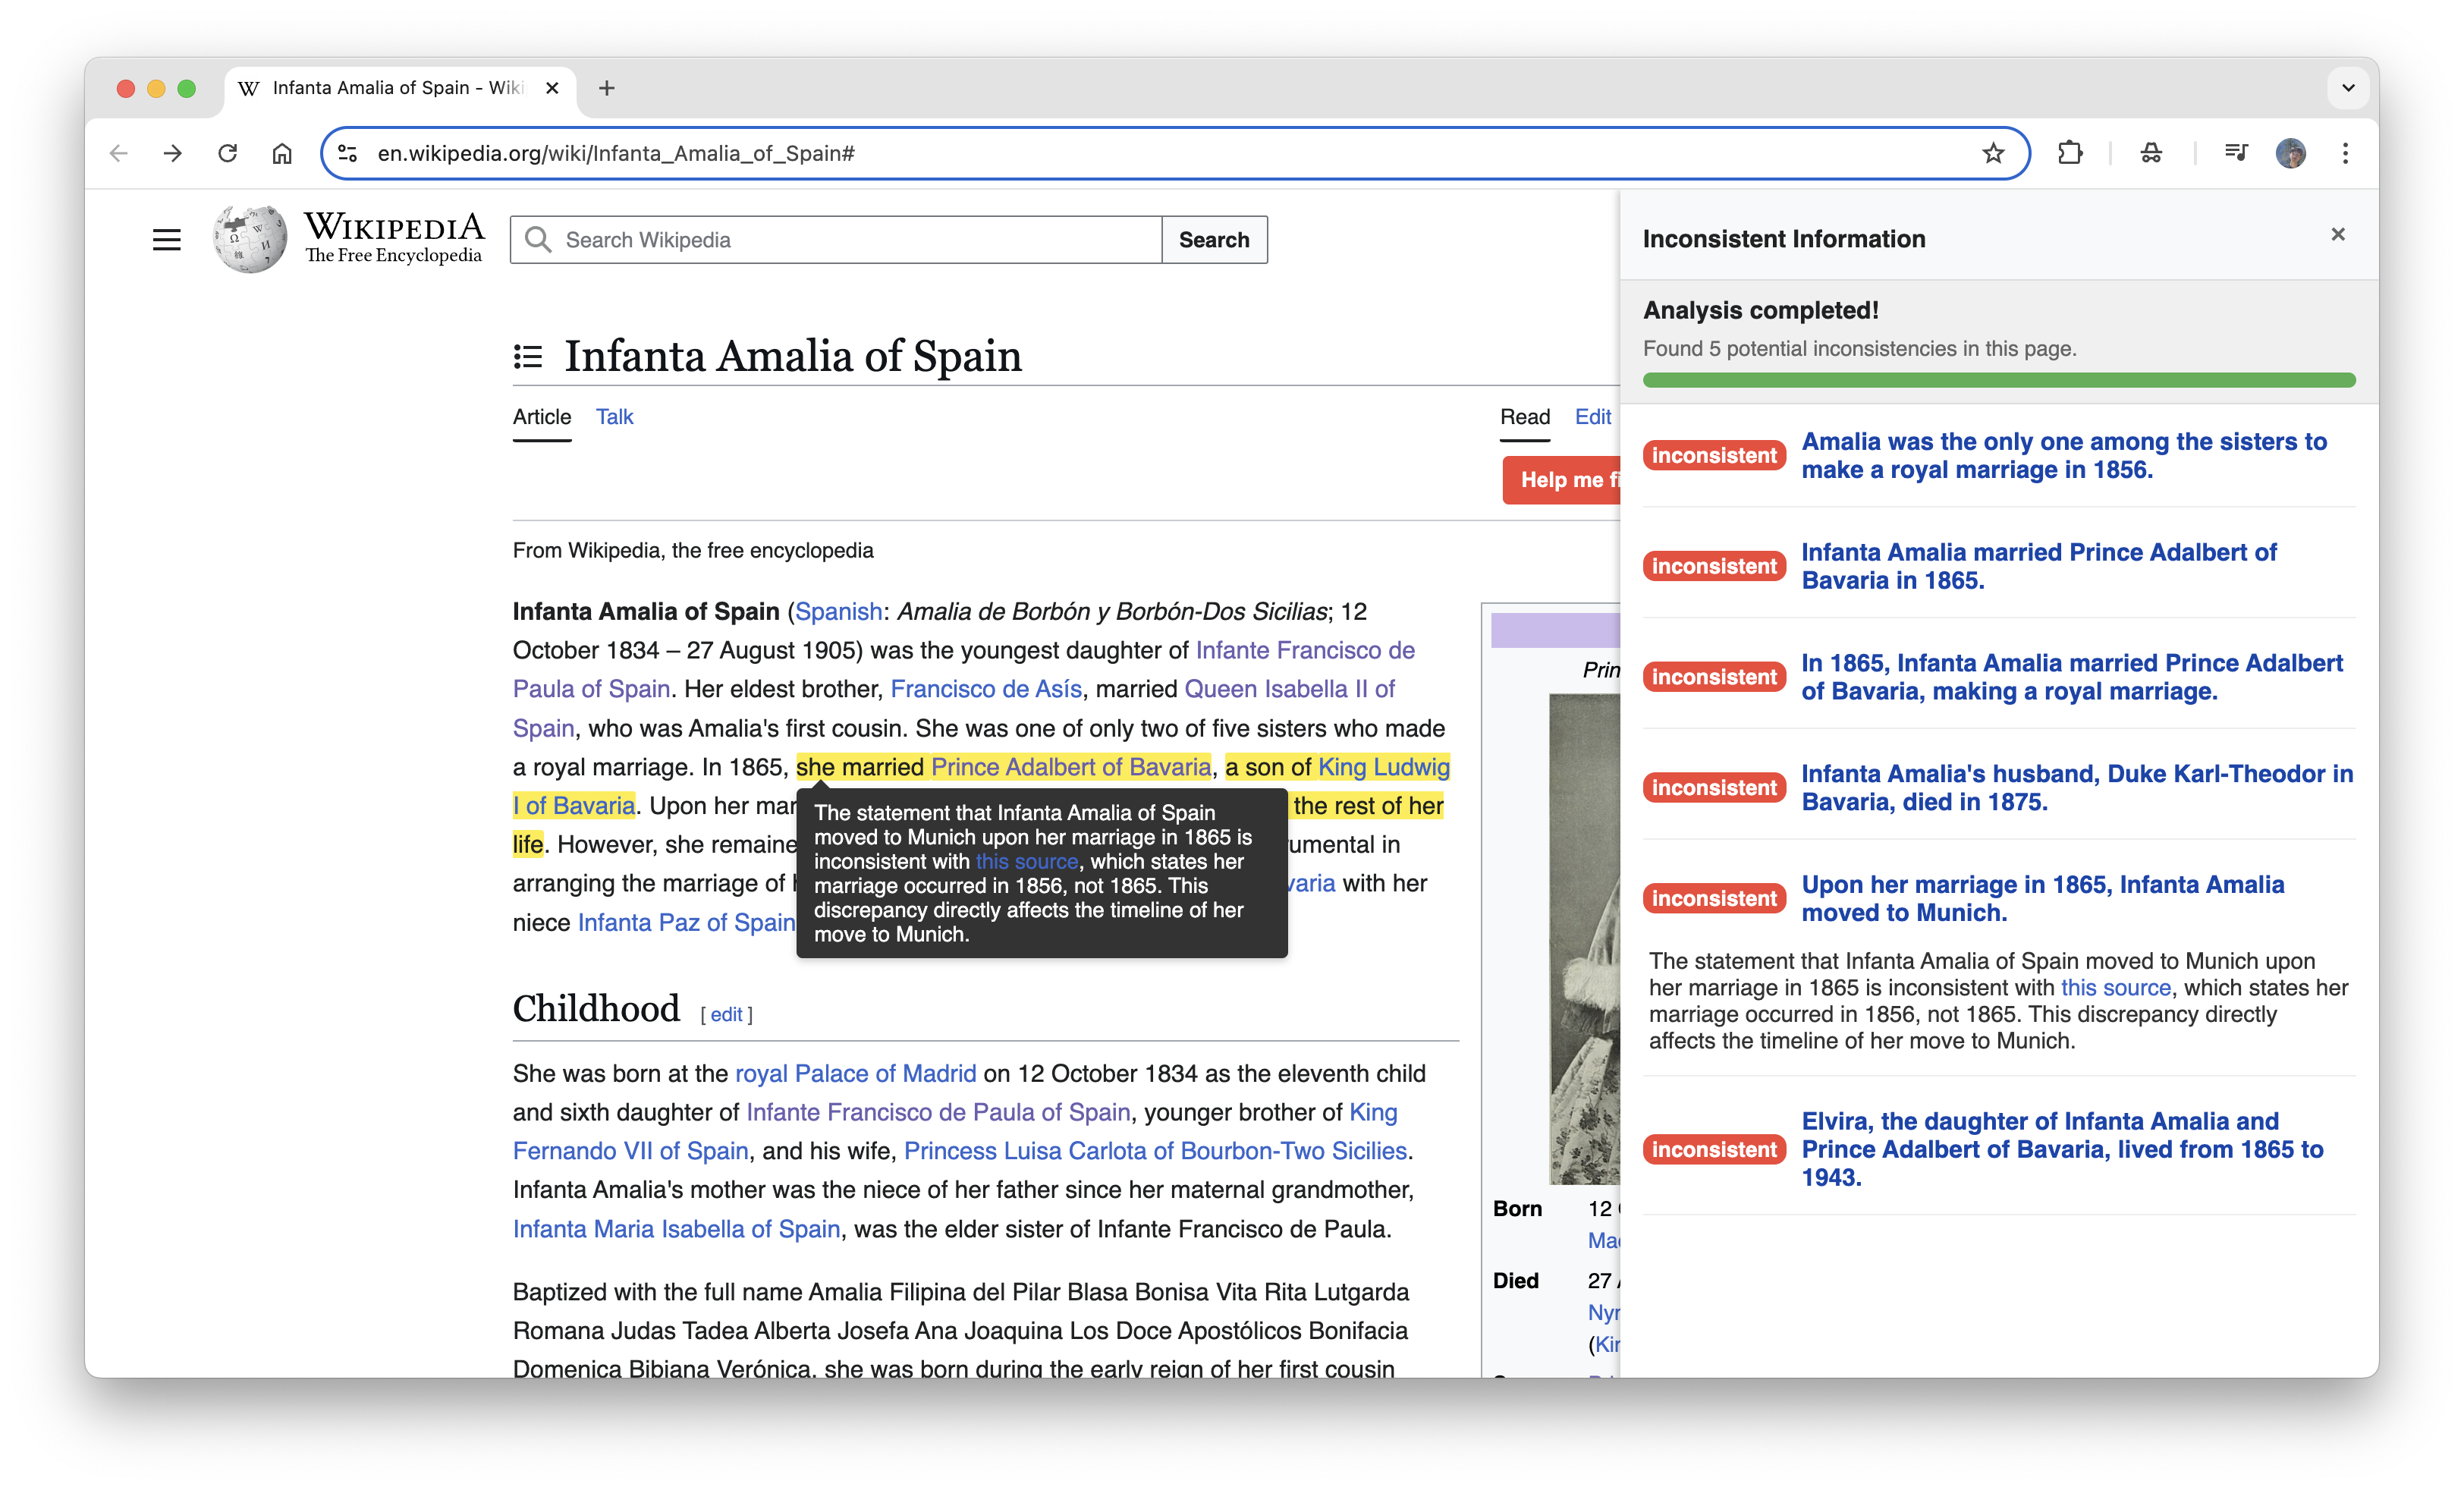 Infanta Amalia of Spain - Wiki
en.wikipedia.org/wiki/Infanta_Amalia_of_Spain#
WIKIPEDIA
The Free Encyclopedia
Search Wikipedia
Search
Infanta Amalia of Spain
Article Talk
Read Edit
Help me fi
From Wikipedia, the free encyclopedia
Infanta Amalia of Spain (Spanish: Amalia de Borbón y Borbón-Dos Sicilias; 12
October 1834 – 27 August 1905) was the youngest daughter of Infante Francisco de
Paula of Spain. Her eldest brother, Francisco de Asís, married Queen Isabella II of
Spain, who was Amalia's first cousin. She was one of only two of five sisters who made
a royal marriage. In 1865, she married Prince Adalbert of Bavaria, a son of King Ludwig
I of Bavaria. Upon her mar the rest of her
life. However, she remaine rumental in
arranging the marriage of varia with her
niece Infanta Paz of Spain
The statement that Infanta Amalia of Spain
moved to Munich upon her marriage in 1865 is
inconsistent with this source, which states her
marriage occurred in 1856, not 1865. This
discrepancy directly affects the timeline of her
move to Munich.
Childhood [ edit ]
She was born at the royal Palace of Madrid on 12 October 1834 as the eleventh child
and sixth daughter of Infante Francisco de Paula of Spain, younger brother of King
Fernando VII of Spain, and his wife, Princess Luisa Carlota of Bourbon-Two Sicilies.
Infanta Amalia's mother was the niece of her father since her maternal grandmother,
Infanta Maria Isabella of Spain, was the elder sister of Infante Francisco de Paula.
Baptized with the full name Amalia Filipina del Pilar Blasa Bonisa Vita Rita Lutgarda
Romana Judas Tadea Alberta Josefa Ana Joaquina Los Doce Apostólicos Bonifacia
Domenica Bibiana Verónica, she was born during the early reign of her first cousin
Prin
Born 12
Mad
Died 27
Nyr
(Kir
Inconsistent Information
Analysis completed!
Found 5 potential inconsistencies in this page.
inconsistent
Amalia was the only one among the sisters to
make a royal marriage in 1856.
inconsistent
Infanta Amalia married Prince Adalbert of
Bavaria in 1865.
inconsistent
In 1865, Infanta Amalia married Prince Adalbert
of Bavaria, making a royal marriage.
inconsistent
Infanta Amalia's husband, Duke Karl-Theodor in
Bavaria, died in 1875.
inconsistent
Upon her marriage in 1865, Infanta Amalia
moved to Munich.
The statement that Infanta Amalia of Spain moved to Munich upon
her marriage in 1865 is inconsistent with this source, which states her
marriage occurred in 1856, not 1865. This discrepancy directly
affects the timeline of her move to Munich.
inconsistent
Elvira, the daughter of Infanta Amalia and
Prince Adalbert of Bavaria, lived from 1865 to
1943.